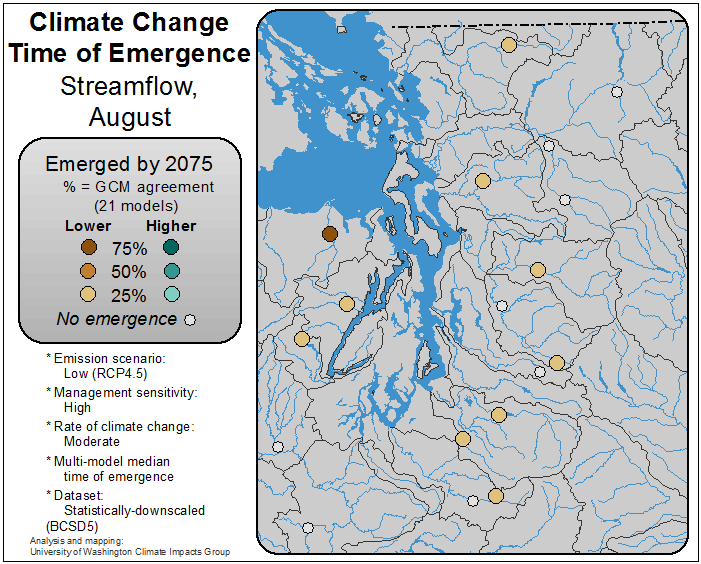 Climate Change
Time of Emergence
Streamflow,
August
Emerged by 2075
% = GCM agreement
(21 models)
Lower Higher
75%
50%
25%
No emergence
* Emission scenario:
Low (RCP4.5)
* Management sensitivity:
High
* Rate of climate change:
Moderate
* Multi-model median
time of emergence
* Dataset:
Statistically-downscaled
(BCSD5)
Analysis and mapping:
University of Washington Climate Impacts Group